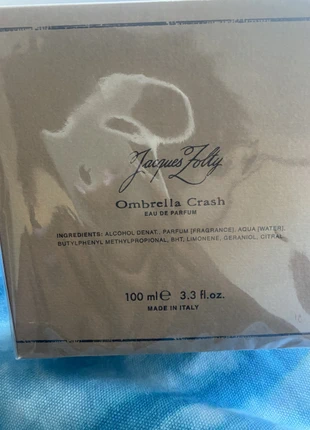 Jacques Zolty
Ombrella Crash
EAU DE PARFUM
INGREDIENTS: ALCOHOL DENAT., PARFUM [FRAGRANCE], AQUA [WATER],
BUTYLPHENYL METHYLPROPIONAL, BHT, LIMONENE, GERANIOL, CITRAL
100 ml℮ 3,3 fl.oz.
MADE IN ITALY